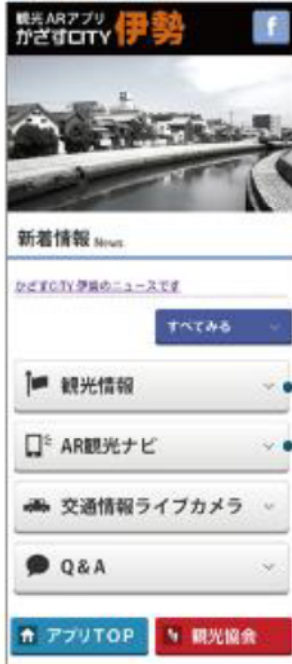 観光ARアプリ
かざすCITY 伊勢
f
新着情報 News
かざすCITY 伊勢のニュースです
すべてみる
観光情報
AR観光ナビ
交通情報ライブカメラ
Q&A
アプリTOP
観光協会